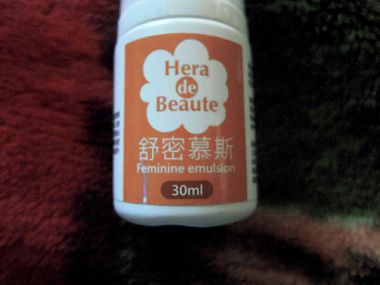 Hera
de
Beaute
舒密慕斯
Feminine emulsion
30ml